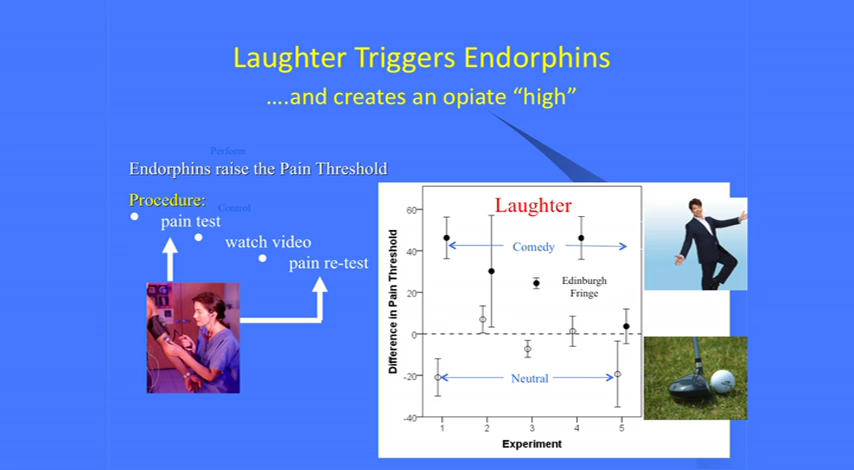 Laughter Triggers Endorphins
….and creates an opiate “high”
Perform
Endorphins raise the Pain Threshold
Procedure:
Control
pain test
watch video
pain re-test
Laughter
Comedy
Edinburgh
Fringe
Neutral
Difference in Pain Threshold
60
40
20
0
-20
-40
1 2 3 4 5
Experiment